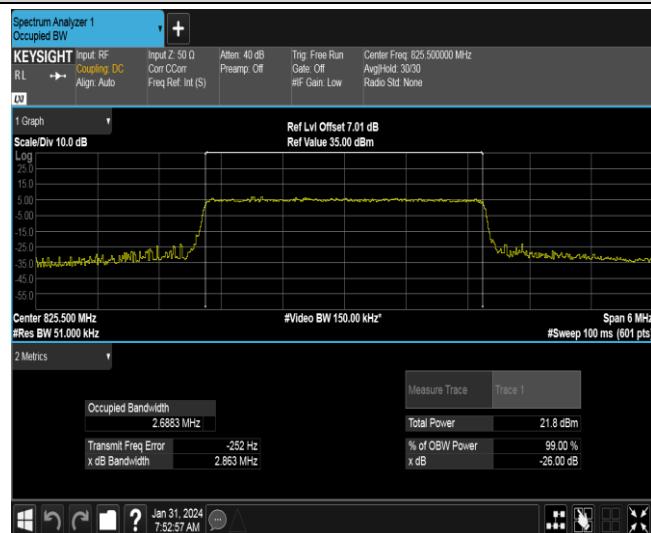 Spectrum Analyzer 1
Occupied BW
KEYSIGHT Input: RF Input Z: 50 Ω Atten: 40 dB Trig: Free Run Center Freq: 825.500000 MHz
RL Coupling: DC Corr CCorr Preamp: Off Gate: Off Avg|Hold: 30/30
Align: Auto Freq Ref: Int (S) #IF Gain: Low Radio Std: None
LXI
1 Graph
Ref Lvl Offset 7.01 dB
Scale/Div 10.0 dB Ref Value 35.00 dBm
Log
25.0
15.0
5.00
-5.00
-15.0
-25.0
-35.0
-45.0
-55.0
Center 825.500 MHz #Video BW 150.00 kHz* Span 6 MHz
#Res BW 51.000 kHz #Sweep 100 ms (601 pts)
2 Metrics
Measure Trace Trace 1
Occupied Bandwidth
2.6883 MHz Total Power 21.8 dBm
Transmit Freq Error -252 Hz % of OBW Power 99.00 %
x dB Bandwidth 2.863 MHz x dB -26.00 dB
? Jan 31, 2024
7:52:57 AM